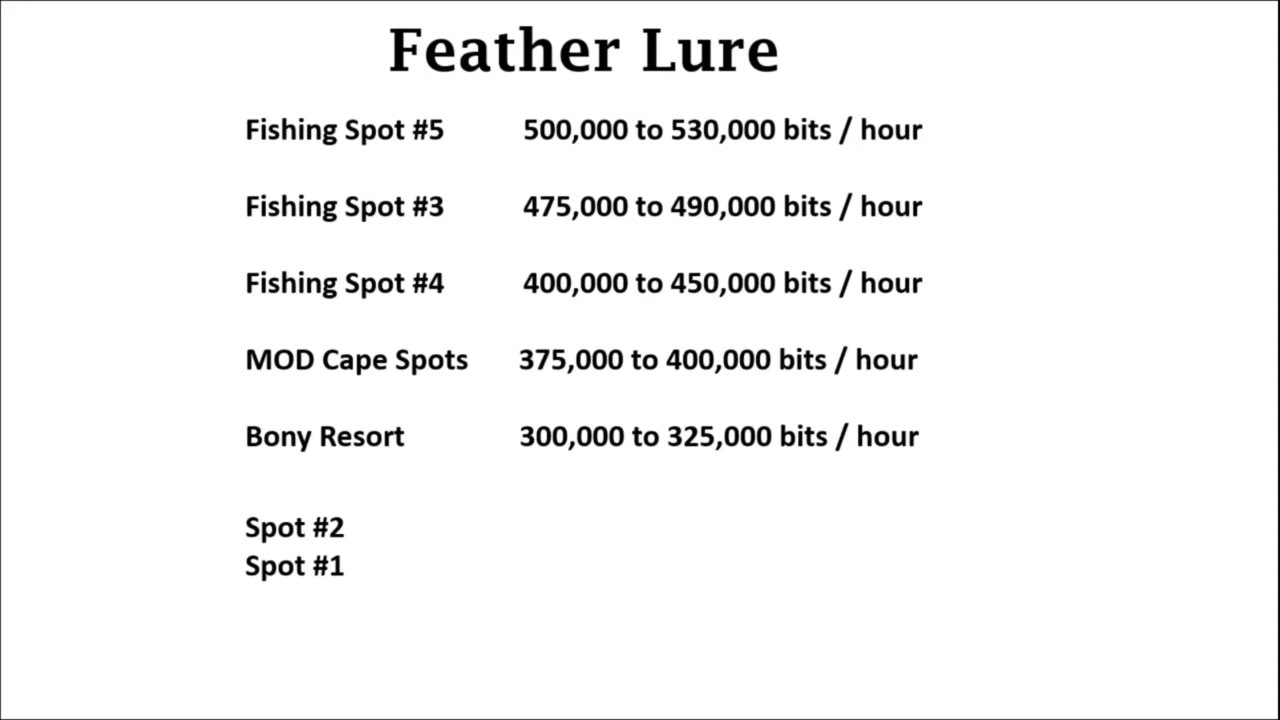 Feather Lure
Fishing Spot #5 500,000 to 530,000 bits / hour
Fishing Spot #3 475,000 to 490,000 bits / hour
Fishing Spot #4 400,000 to 450,000 bits / hour
MOD Cape Spots 375,000 to 400,000 bits / hour
Bony Resort 300,000 to 325,000 bits / hour
Spot #2
Spot #1